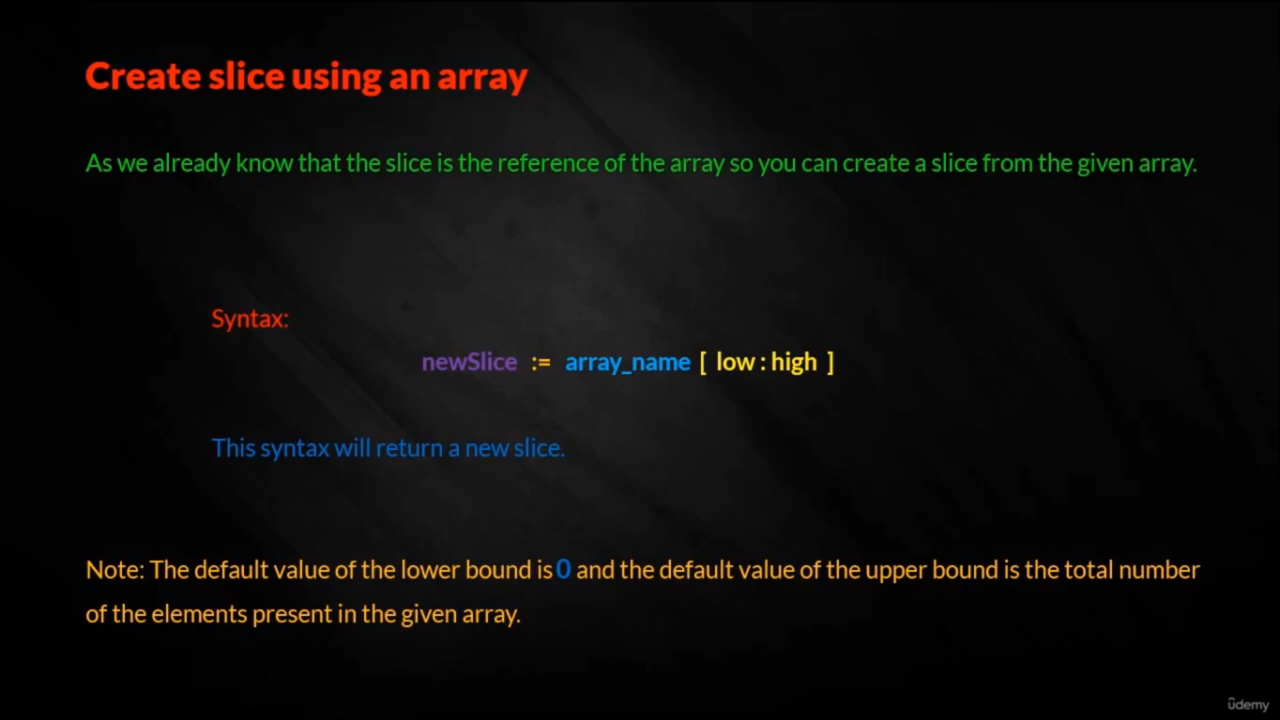 Create slice using an array
As we already know that the slice is the reference of the array so you can create a slice from the given array.
Syntax:
newSlice := array_name [ low : high ]
This syntax will return a new slice.
Note: The default value of the lower bound is 0 and the default value of the upper bound is the total number
of the elements present in the given array.
ûdemy